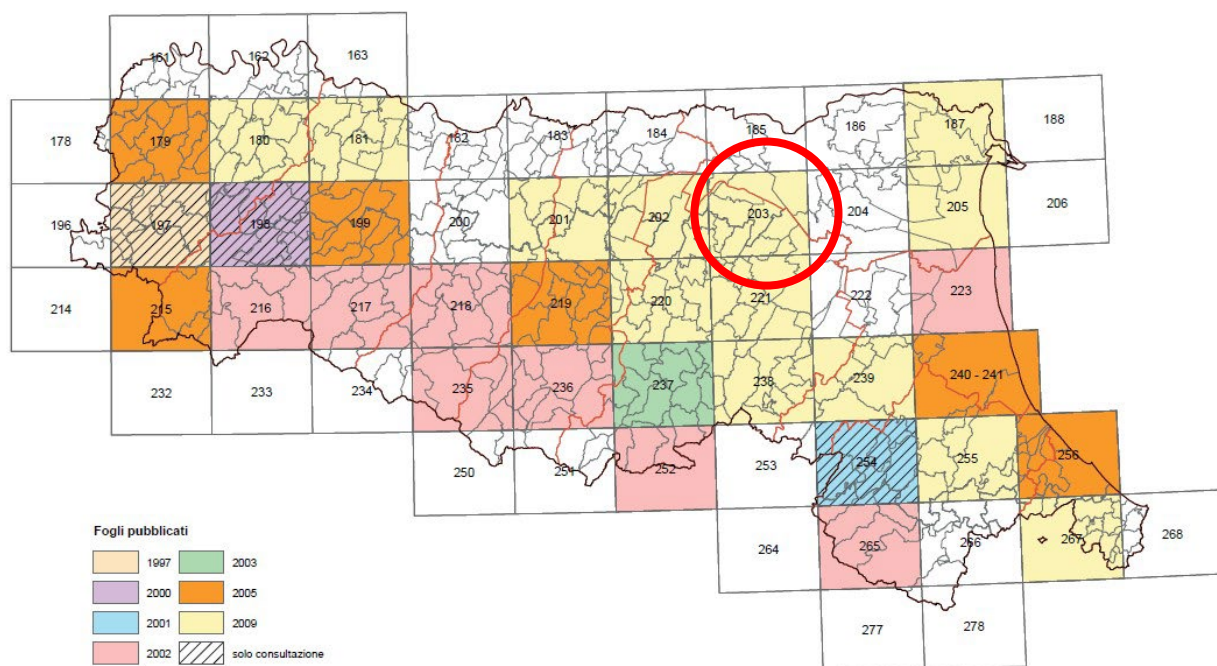 161 162 163
178 179 180 181 182 183 184 185 186 187 188
196 197 198 199 200 201 202 203 204 205 206
214 215 216 217 218 219 220 221 222 223
232 233 234 235 236 237 238 239 240 - 241
250 251 252 253 254 255 256
264 265 266 267 268
277 278
Fogli pubblicati
1997 2003
2000 2005
2001 2009
2002 solo consultazione